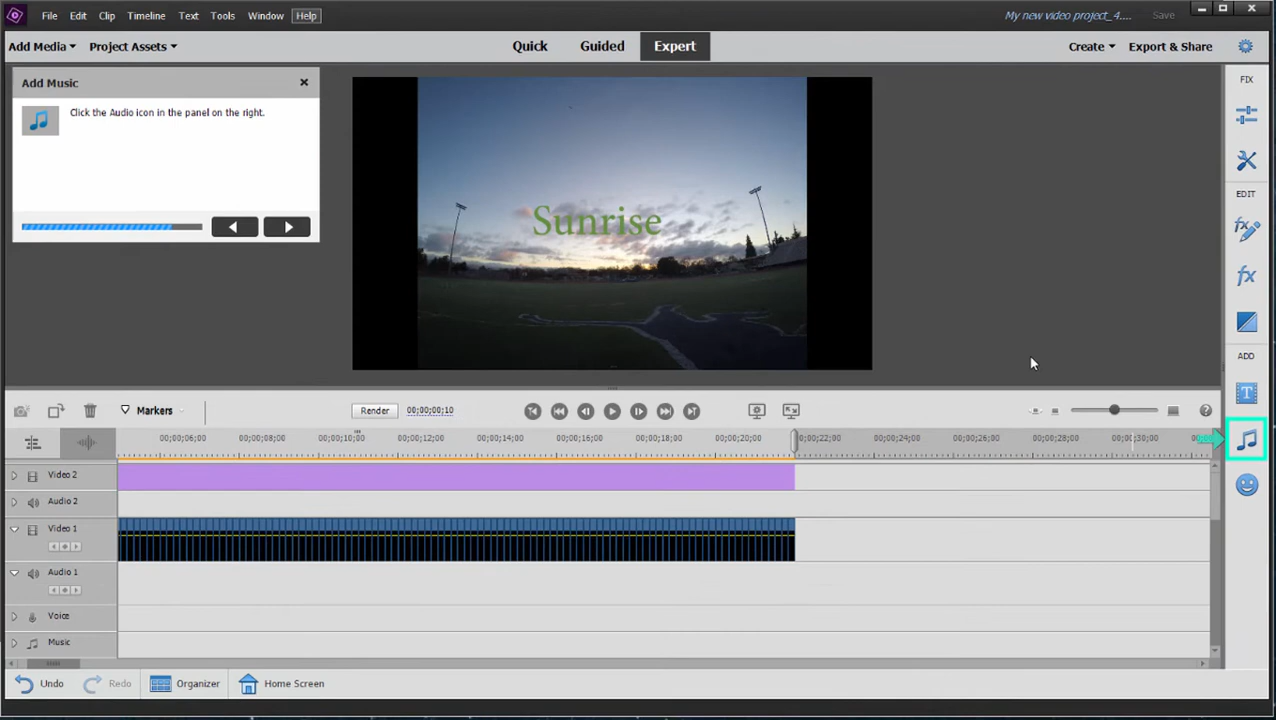 File Edit Clip Timeline Text Tools Window Help
My new video project_4....
Save
Add Media
Project Assets
Quick
Guided
Expert
Create
Export & Share
Add Music
Click the Audio icon in the panel on the right.
Sunrise
FIX
EDIT
ADD
Markers
Render
00;00;00;10
00;00;06;00 00;00;08;00 00;00;10;00 00;00;12;00 00;00;14;00 00;00;16;00 00;00;18;00 00;00;20;00 0;00;22;00 00;00;24;00 00;00;26;00 00;00;28;00 00;00;30;00
Video 2
Audio 2
Video 1
Audio 1
Voice
Music
Undo
Redo
Organizer
Home Screen